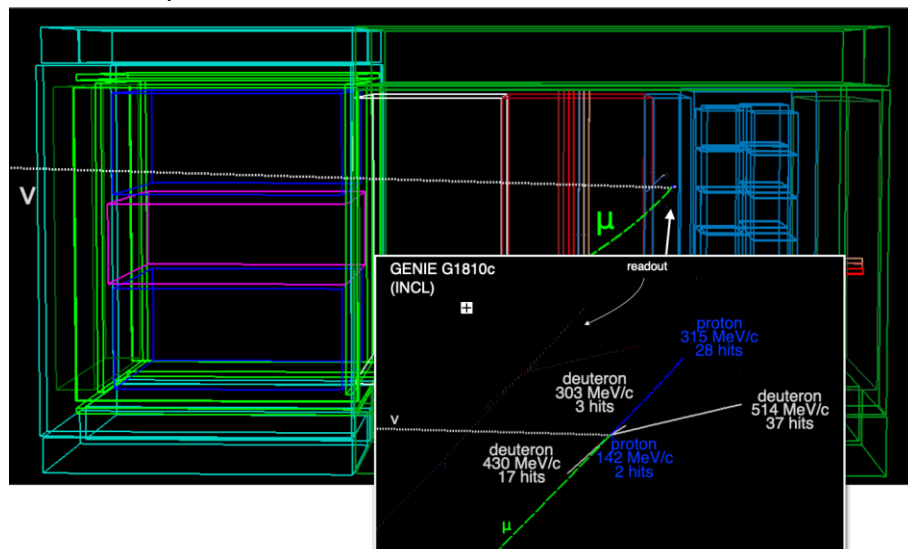 ν
μ
GENIE G1810c
(INCL)
readout
proton
315 MeV/c
28 hits
deuteron
303 MeV/c
3 hits
deuteron
514 MeV/c
37 hits
ν
deuteron
430 MeV/c
17 hits
proton
142 MeV/c
2 hits
μ